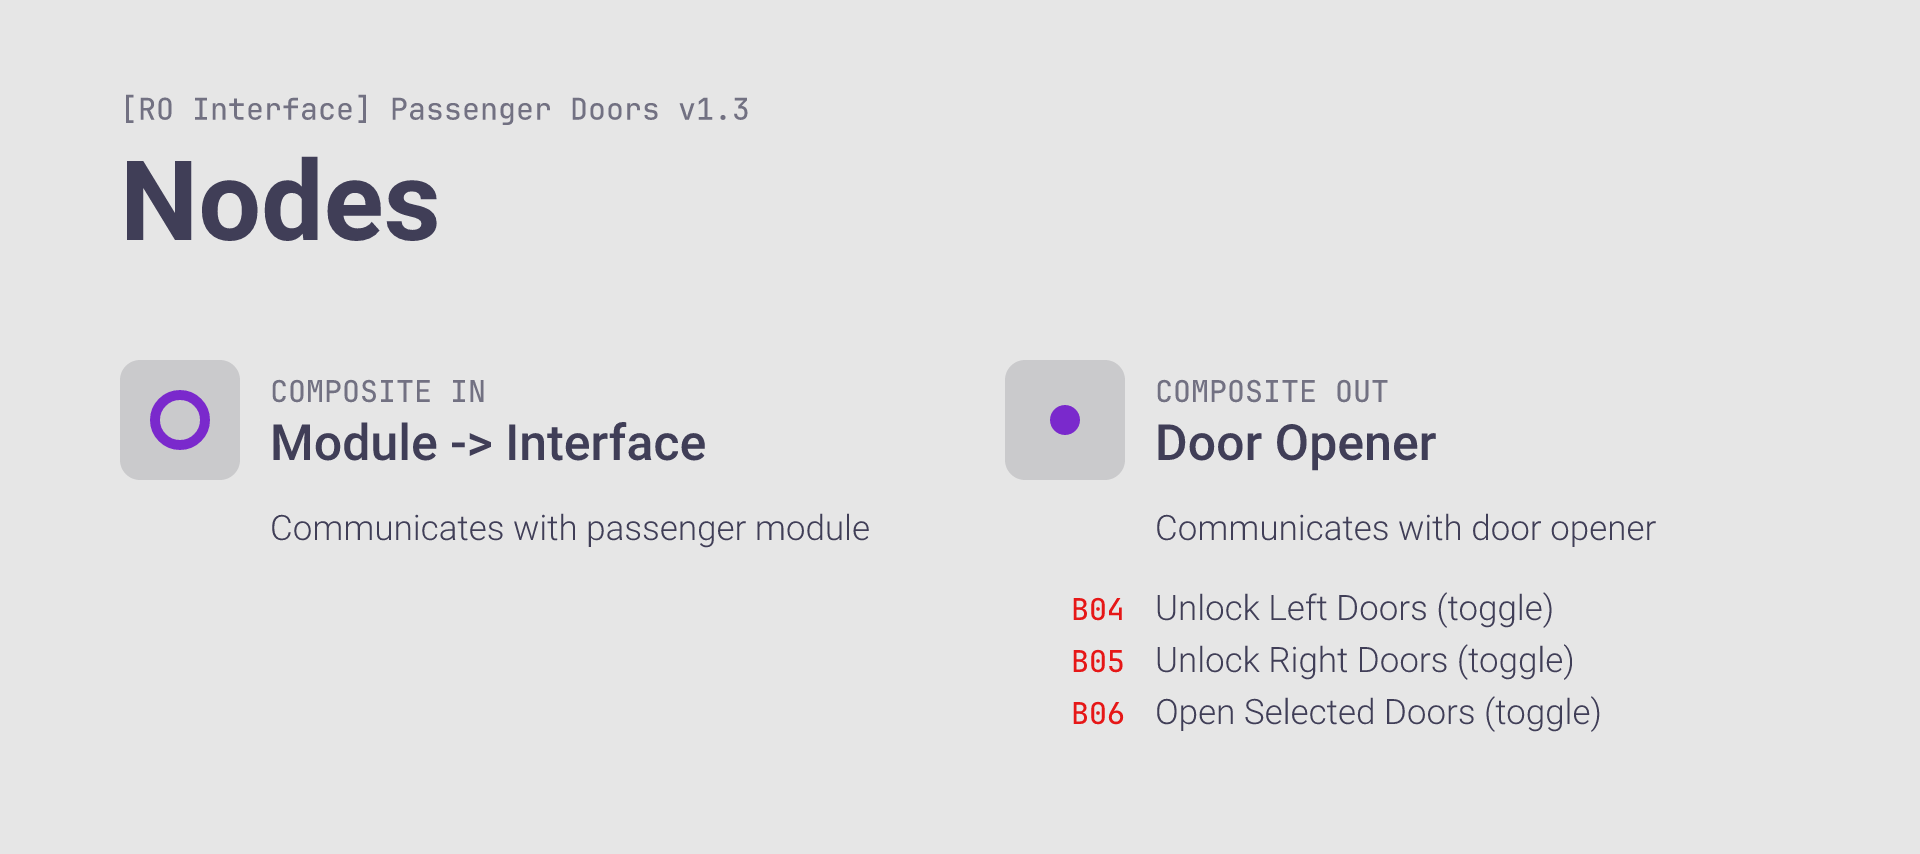 [RO Interface] Passenger Doors v1.3
Nodes
COMPOSITE IN
Module -> Interface
Communicates with passenger module
COMPOSITE OUT
Door Opener
Communicates with door opener
B04 Unlock Left Doors (toggle)
B05 Unlock Right Doors (toggle)
B06 Open Selected Doors (toggle)